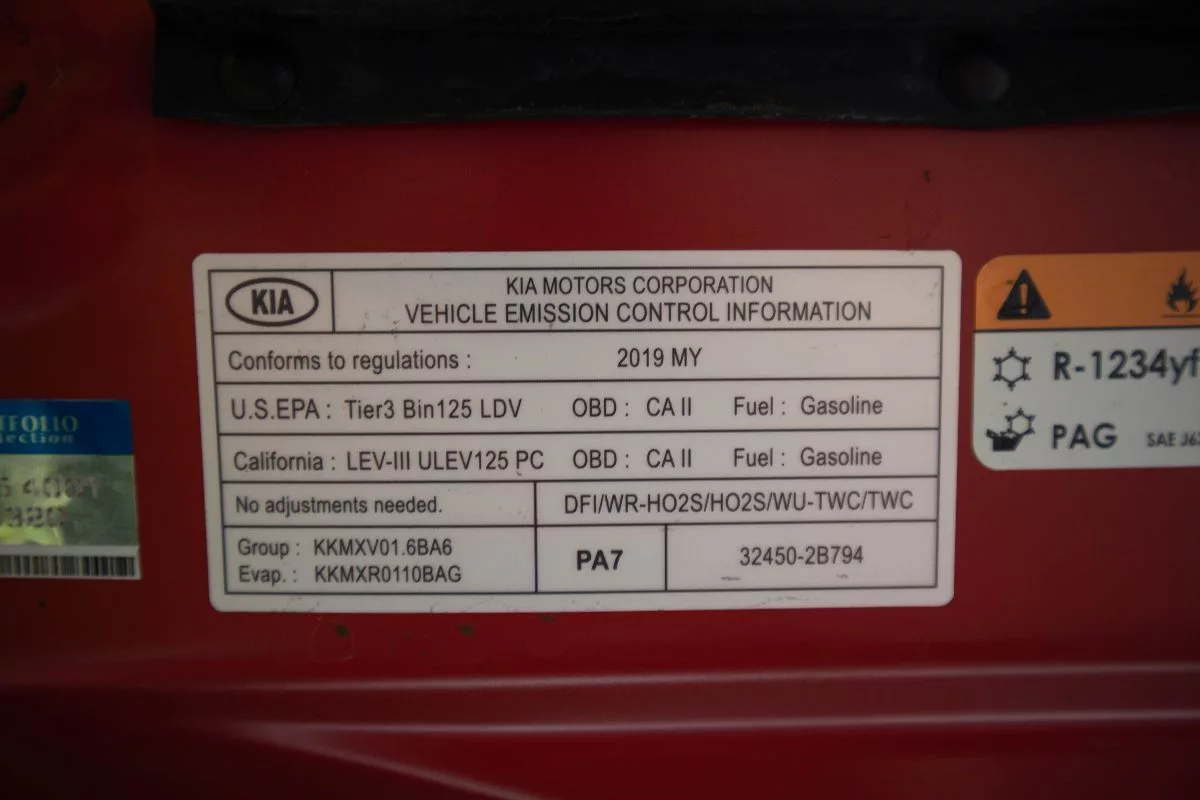 KIA
KIA MOTORS CORPORATION
VEHICLE EMISSION CONTROL INFORMATION
Conforms to regulations : 2019 MY
U.S.EPA : Tier3 Bin125 LDV OBD : CA II Fuel : Gasoline
California : LEV-III ULEV125 PC OBD : CA II Fuel : Gasoline
No adjustments needed. DFI/WR-HO2S/HO2S/WU-TWC/TWC
Group : KKMXV01.6BA6
Evap. : KKMXR0110BAG
PA7
32450-2B794
R-1234yf
PAG SAE
TFOLIO